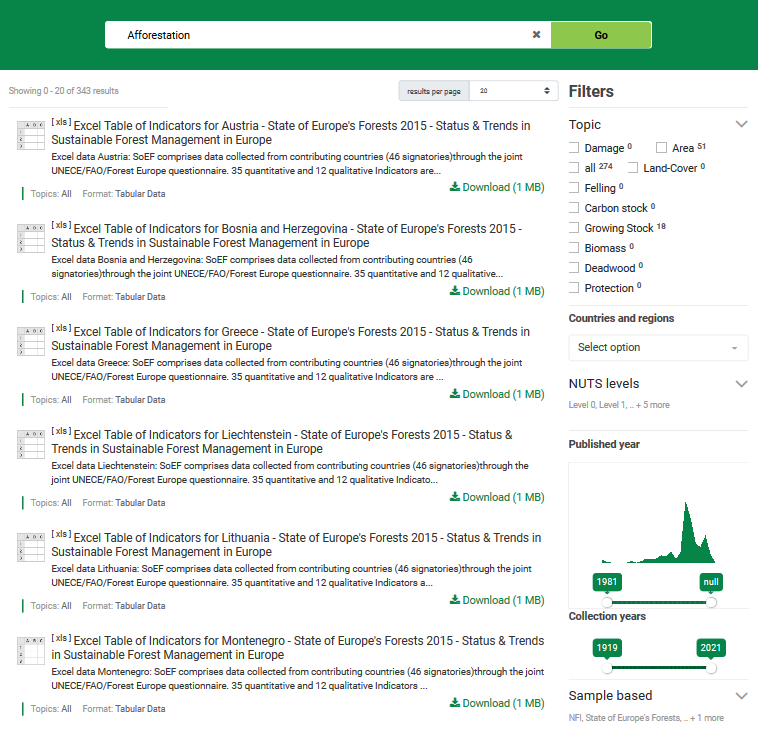 Afforestation ✖ Go
Showing 0 - 20 of 343 results
results per page 20
[ xls ] Excel Table of Indicators for Austria - State of Europe's Forests 2015 - Status & Trends in
Sustainable Forest Management in Europe
Excel data Austria: SoEF comprises data collected from contributing countries (46 signatories)through the joint
UNECE/FAO/Forest Europe questionnaire. 35 quantitative and 12 qualitative Indicators are...
Download (1 MB)
Topics: All Format: Tabular Data
[ xls ] Excel Table of Indicators for Bosnia and Herzegovina - State of Europe's Forests 2015 -
Status & Trends in Sustainable Forest Management in Europe
Excel data Bosnia and Herzegovina: SoEF comprises data collected from contributing countries (46
signatories)through the joint UNECE/FAO/Forest Europe questionnaire. 35 quantitative and 12 qualitative...
Download (1 MB)
Topics: All Format: Tabular Data
[ xls ] Excel Table of Indicators for Greece - State of Europe's Forests 2015 - Status & Trends in
Sustainable Forest Management in Europe
Excel data Greece: SoEF comprises data collected from contributing countries (46 signatories)through the joint
UNECE/FAO/Forest Europe questionnaire. 35 quantitative and 12 qualitative Indicators are ...
Download (1 MB)
Topics: All Format: Tabular Data
[ xls ] Excel Table of Indicators for Liechtenstein - State of Europe's Forests 2015 - Status &
Trends in Sustainable Forest Management in Europe
Excel data Liechtenstein: SoEF comprises data collected from contributing countries (46 signatories)through the
joint UNECE/FAO/Forest Europe questionnaire. 35 quantitative and 12 qualitative Indicato...
Download (1 MB)
Topics: All Format: Tabular Data
[ xls ] Excel Table of Indicators for Lithuania - State of Europe's Forests 2015 - Status & Trends in
Sustainable Forest Management in Europe
Excel data Lithuania: SoEF comprises data collected from contributing countries (46 signatories)through the joint
UNECE/FAO/Forest Europe questionnaire. 35 quantitative and 12 qualitative Indicators a...
Download (1 MB)
Topics: All Format: Tabular Data
[ xls ] Excel Table of Indicators for Montenegro - State of Europe's Forests 2015 - Status & Trends
in Sustainable Forest Management in Europe
Excel data Montenegro: SoEF comprises data collected from contributing countries (46 signatories)through the joint
UNECE/FAO/Forest Europe questionnaire. 35 quantitative and 12 qualitative Indicators ...
Download (1 MB)
Topics: All Format: Tabular Data
Filters
Topic
Damage 0 Area 51
all 274 Land-Cover 0
Felling 0
Carbon stock 0
Growing Stock 18
Biomass 0
Deadwood 0
Protection 0
Countries and regions
Select option
NUTS levels
Level 0, Level 1, .. + 5 more
Published year
1981 null
Collection years
1919 2021
Sample based
NFI, State of Europe's Forests, .. + 1 more